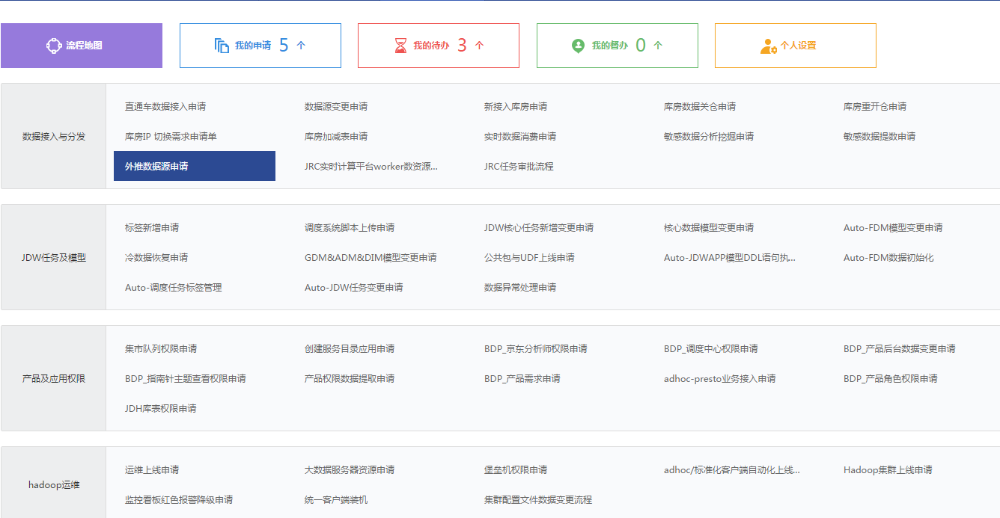 流程地图 我的申请 5 个 我的待办 3 个 我的督办 0 个 个人设置
直通车数据接入申请 数据源变更申请 新接入库房申请 库房数据关仓申请 库房重开仓申请
数据接入与分发 库房IP 切换需求申请单 库房加减表申请 实时数据消费申请 敏感数据分析挖掘申请 敏感数据提数申请
外推数据源申请 JRC实时计算平台worker数资源... JRC任务审批流程
标签新增申请 调度系统脚本上传申请 JDW核心任务新增变更申请 核心数据模型变更申请 Auto-FDM模型变更申请
JDW任务及模型 冷数据恢复申请 GDM&ADM&DIM模型变更申请 公共包与UDF上线申请 Auto-JDWAPP模型DDL语句执... Auto-FDM数据初始化
Auto-调度任务标签管理 Auto-JDW任务变更申请 数据异常处理申请
集市队列权限申请 创建服务目录应用申请 BDP_京东分析师权限申请 BDP_调度中心权限申请 BDP_产品后台数据变更申请
产品及应用权限 BDP_指南针主题查看权限申请 产品权限数据提取申请 BDP_产品需求申请 adhoc-presto业务接入申请 BDP_产品角色权限申请
JDH库表权限申请
运维上线申请 大数据服务器资源申请 堡垒机权限申请 adhoc/标准化客户端自动化上线... Hadoop集群上线申请
hadoop运维
监控看板红色报警降级申请 统一客户端装机 集群配置文件数据变更流程